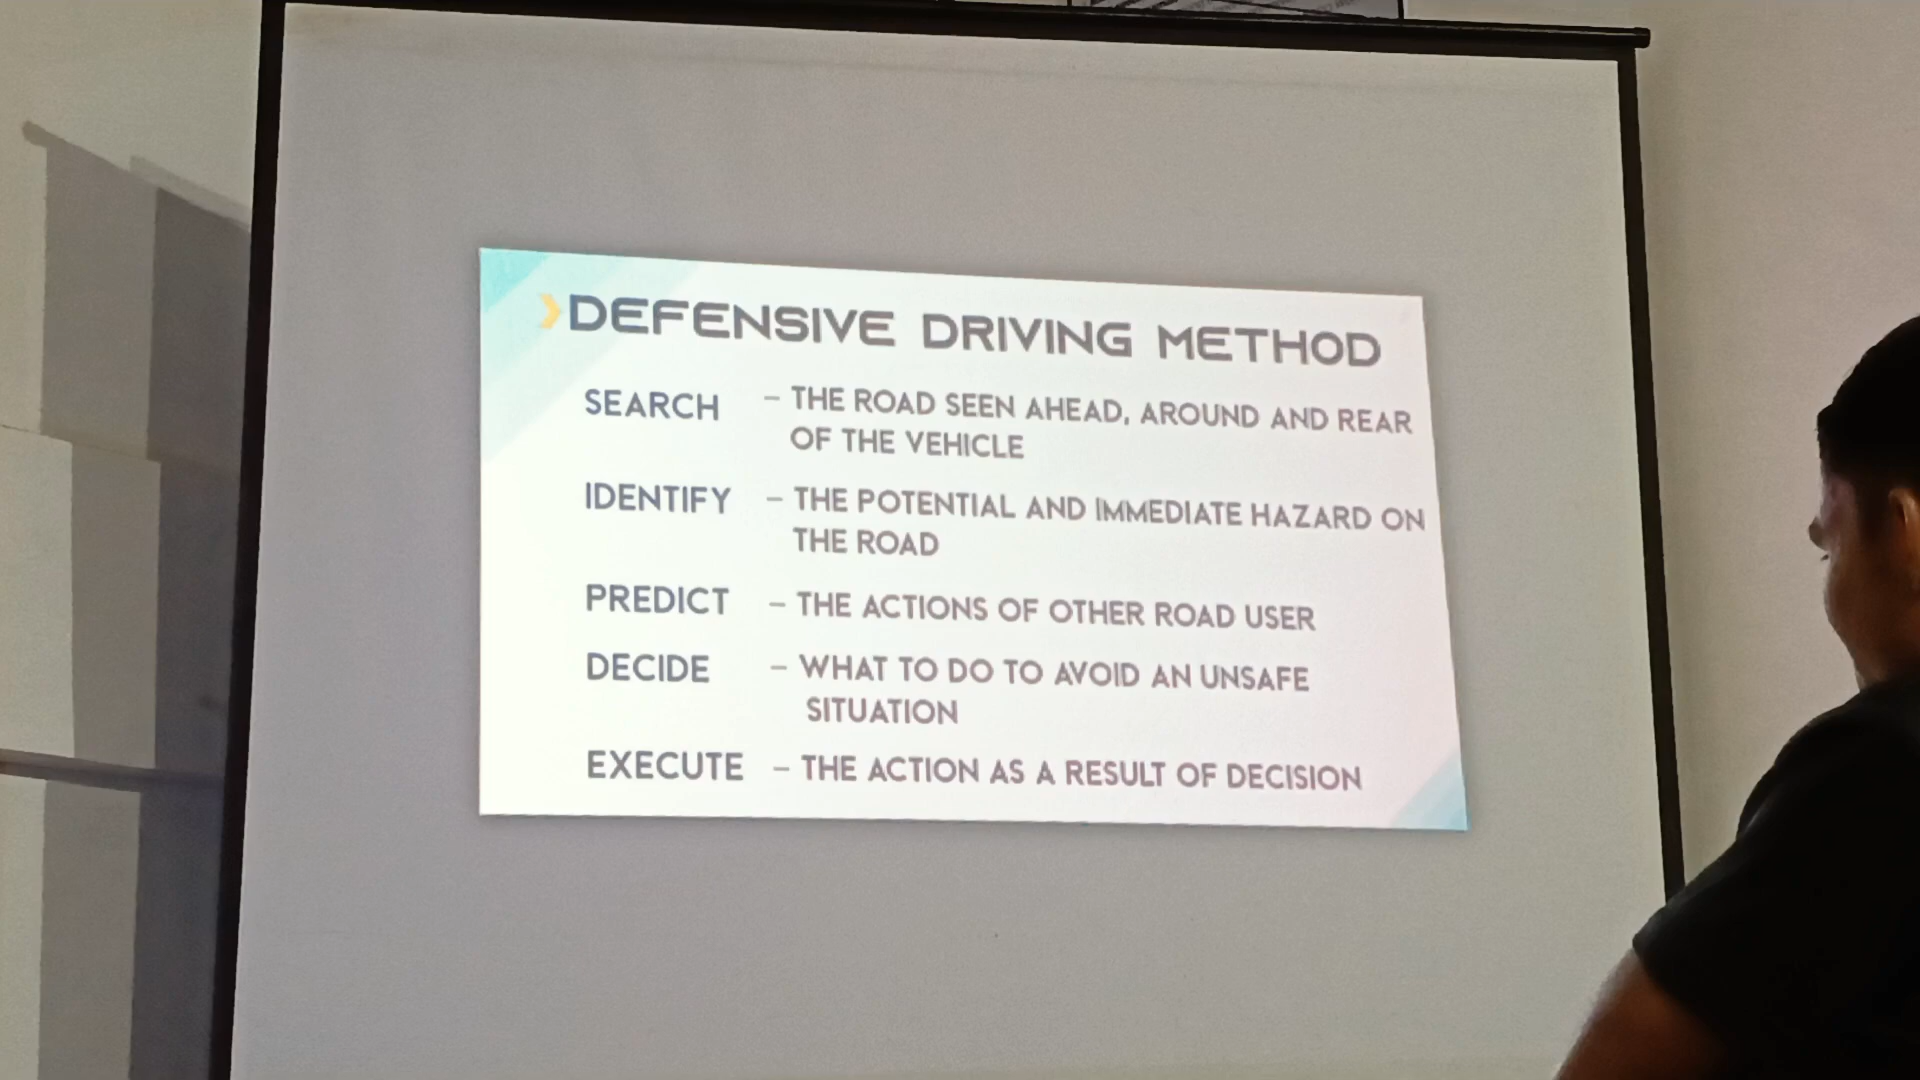 DEFENSIVE DRIVING METHOD
SEARCH – THE ROAD SEEN AHEAD, AROUND AND REAR
OF THE VEHICLE
IDENTIFY – THE POTENTIAL AND IMMEDIATE HAZARD ON
THE ROAD
PREDICT – THE ACTIONS OF OTHER ROAD USER
DECIDE – WHAT TO DO TO AVOID AN UNSAFE
SITUATION
EXECUTE – THE ACTION AS A RESULT OF DECISION